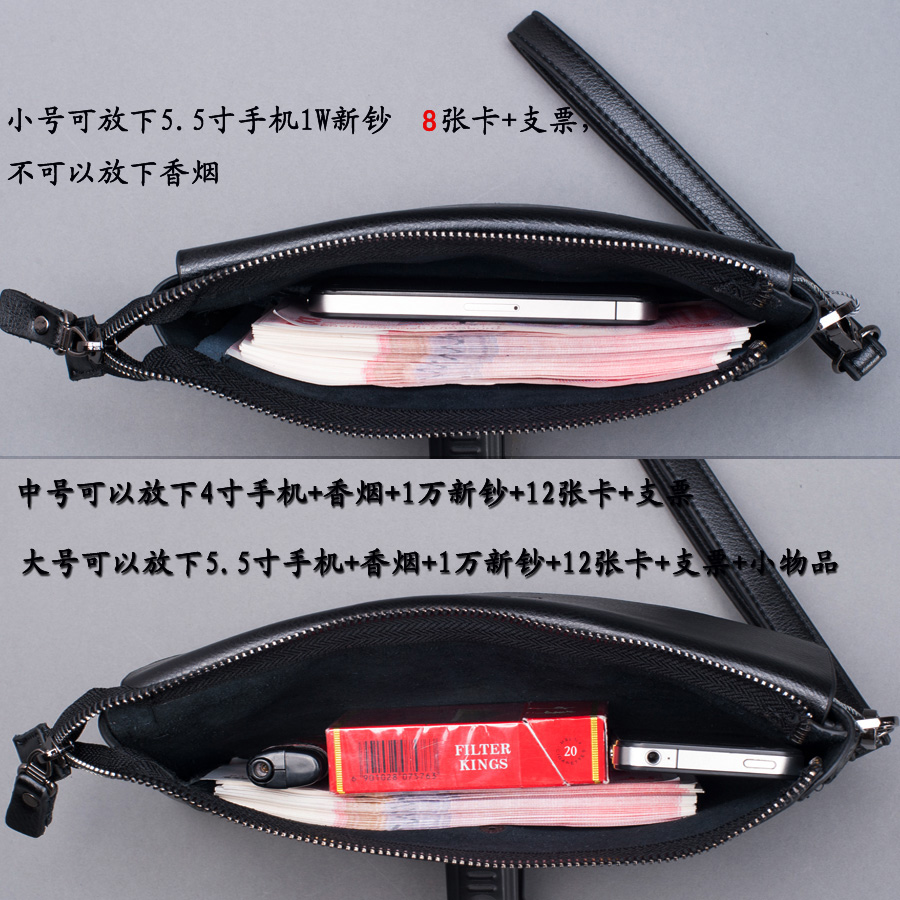 小号可放下5.5寸手机1W新钞 8张卡+支票,
不可以放下香烟
中号可以放下4寸手机+香烟+1万新钞+12张卡+支票
大号可以放下5.5寸手机+香烟+1万新钞+12张卡+支票+小物品
FILTER
KINGS
20